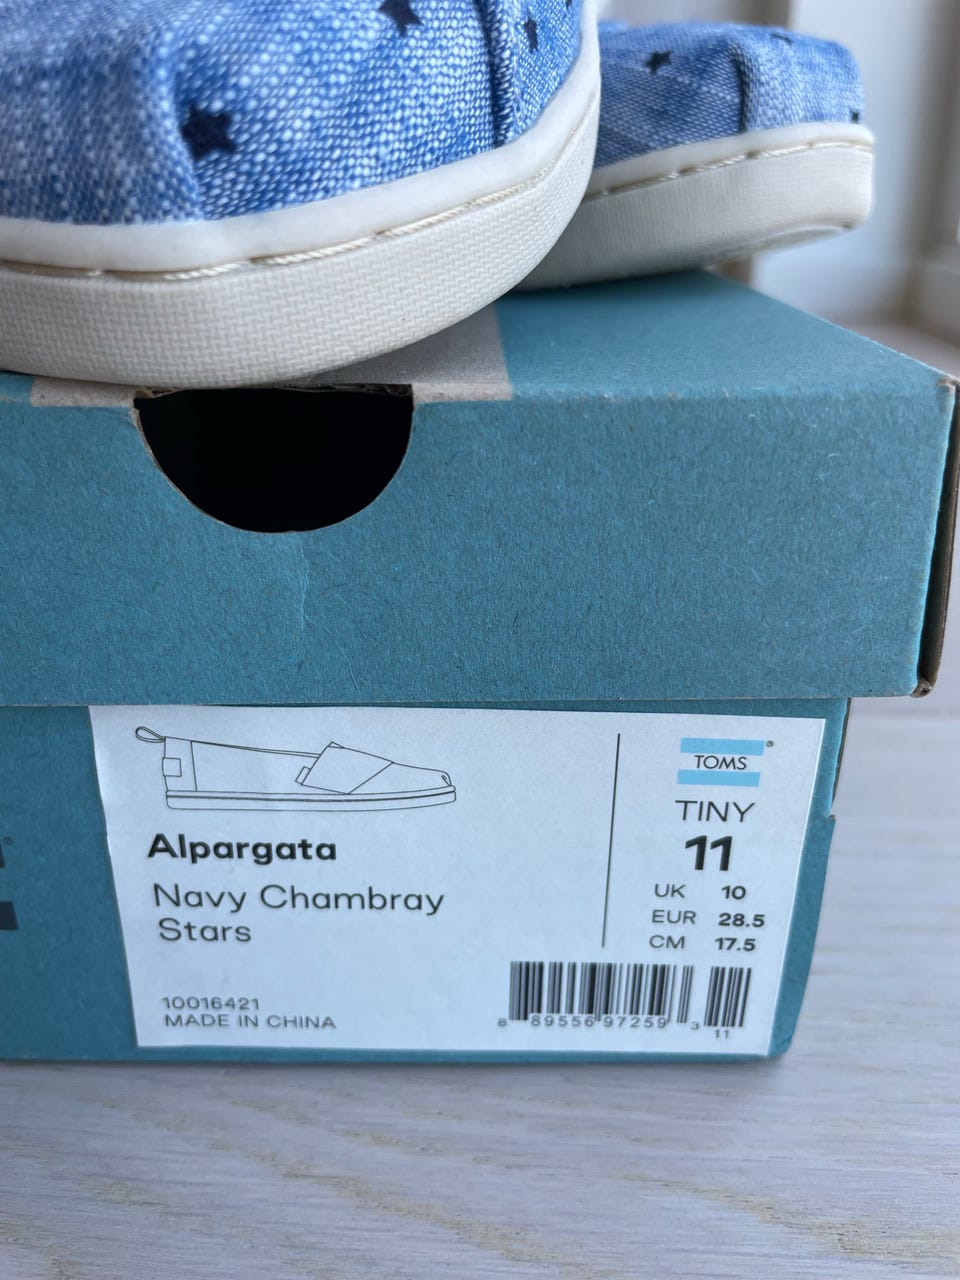 TOMS®
TINY
11
UK 10
EUR 28.5
CM 17.5
Alpargata
Navy Chambray
Stars
10016421
MADE IN CHINA
8 89556 97259 3 11